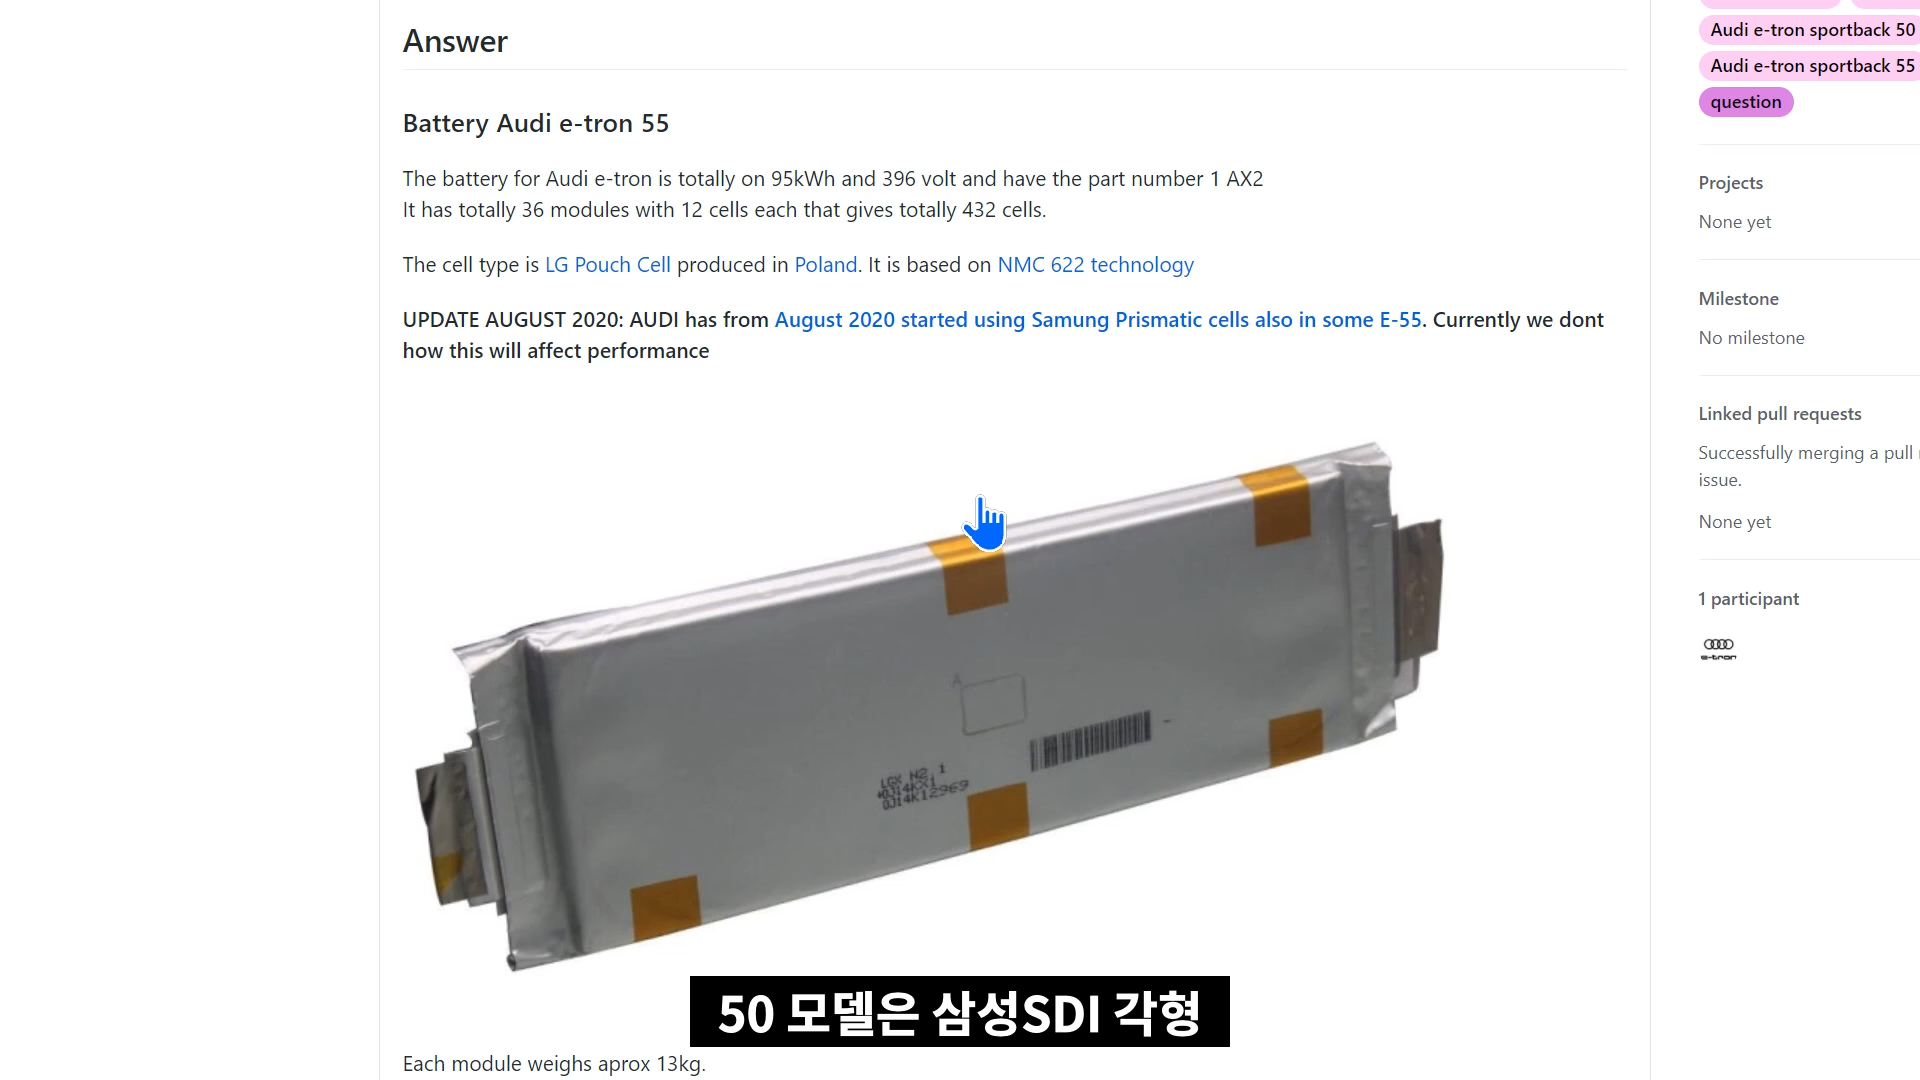 Answer
Battery Audi e-tron 55
The battery for Audi e-tron is totally on 95kWh and 396 volt and have the part number 1 AX2
It has totally 36 modules with 12 cells each that gives totally 432 cells.
The cell type is LG Pouch Cell produced in Poland. It is based on NMC 622 technology
UPDATE AUGUST 2020: AUDI has from August 2020 started using Samung Prismatic cells also in some E-55. Currently we dont
how this will affect performance
A
LGX N2 1
+0J14KX1
0J14K12969
50 모델은 삼성SDI 각형
Each module weighs aprox 13kg.
Audi e-tron sportback 50
Audi e-tron sportback 55
question
Projects
None yet
Milestone
No milestone
Linked pull requests
Successfully merging a pull
issue.
None yet
1 participant
e-tron